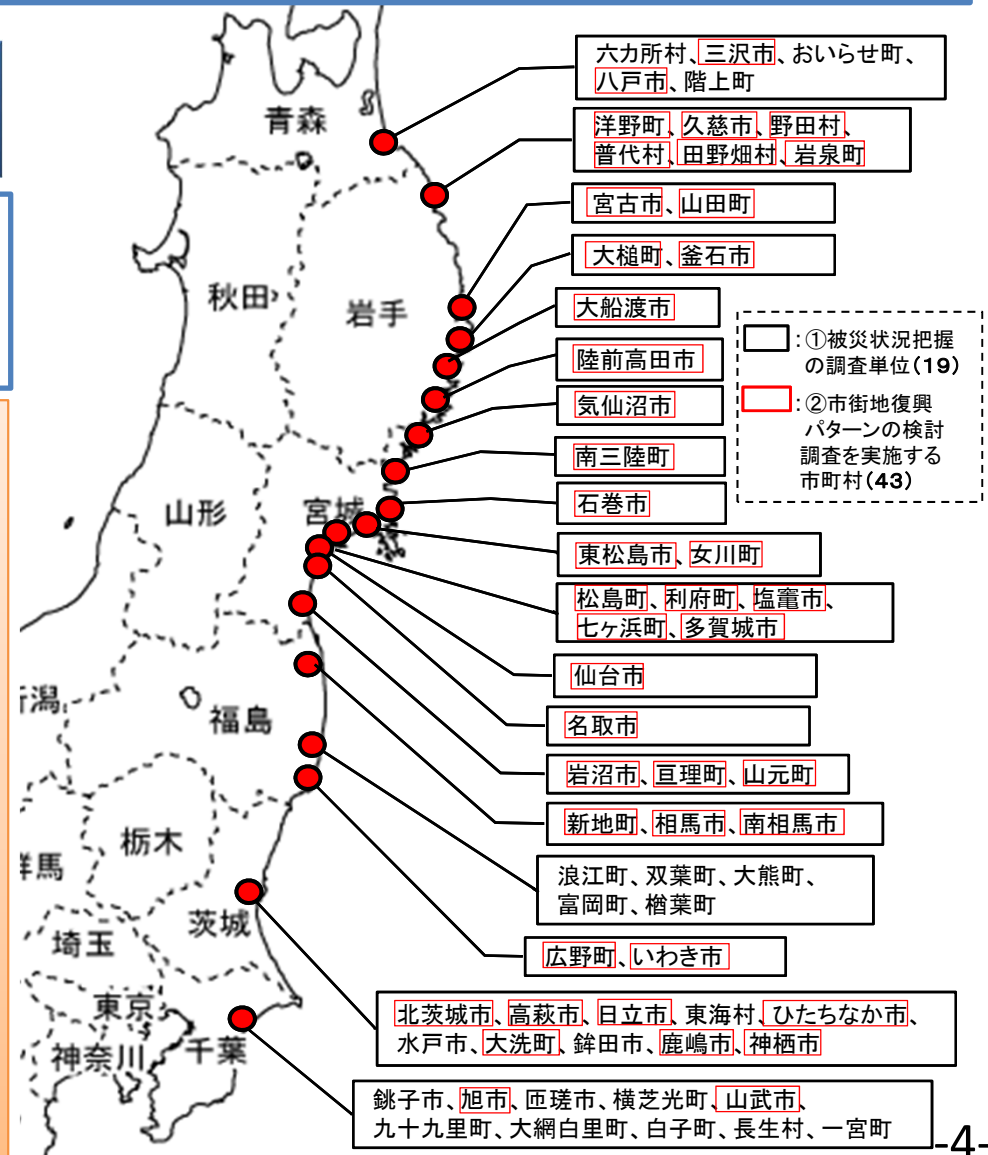 六カ所村、三沢市、おいらせ町、
八戸市、階上町
洋野町、久慈市、野田村、
普代村、田野畑村、岩泉町
宮古市、山田町
大槌町、釜石市
大船渡市
陸前高田市
気仙沼市
南三陸町
石巻市
東松島市、女川町
松島町、利府町、塩竈市、
七ヶ浜町、多賀城市
仙台市
名取市
岩沼市、亘理町、山元町
新地町、相馬市、南相馬市
浪江町、双葉町、大熊町、
富岡町、楢葉町
広野町、いわき市
北茨城市、高萩市、日立市、東海村、ひたちなか市、
水戸市、大洗町、鉾田市、鹿嶋市、神栖市
銚子市、旭市、匝瑳市、横芝光町、山武市、
九十九里町、大網白里町、白子町、長生村、一宮町
:①被災状況把握
の調査単位(19)
:②市街地復興
パターンの検討
調査を実施する
市町村(43)
青森
秋田
岩手
山形
宮城
潟
福島
栃木
群馬
茨城
埼玉
東京
神奈川
千葉
-4-